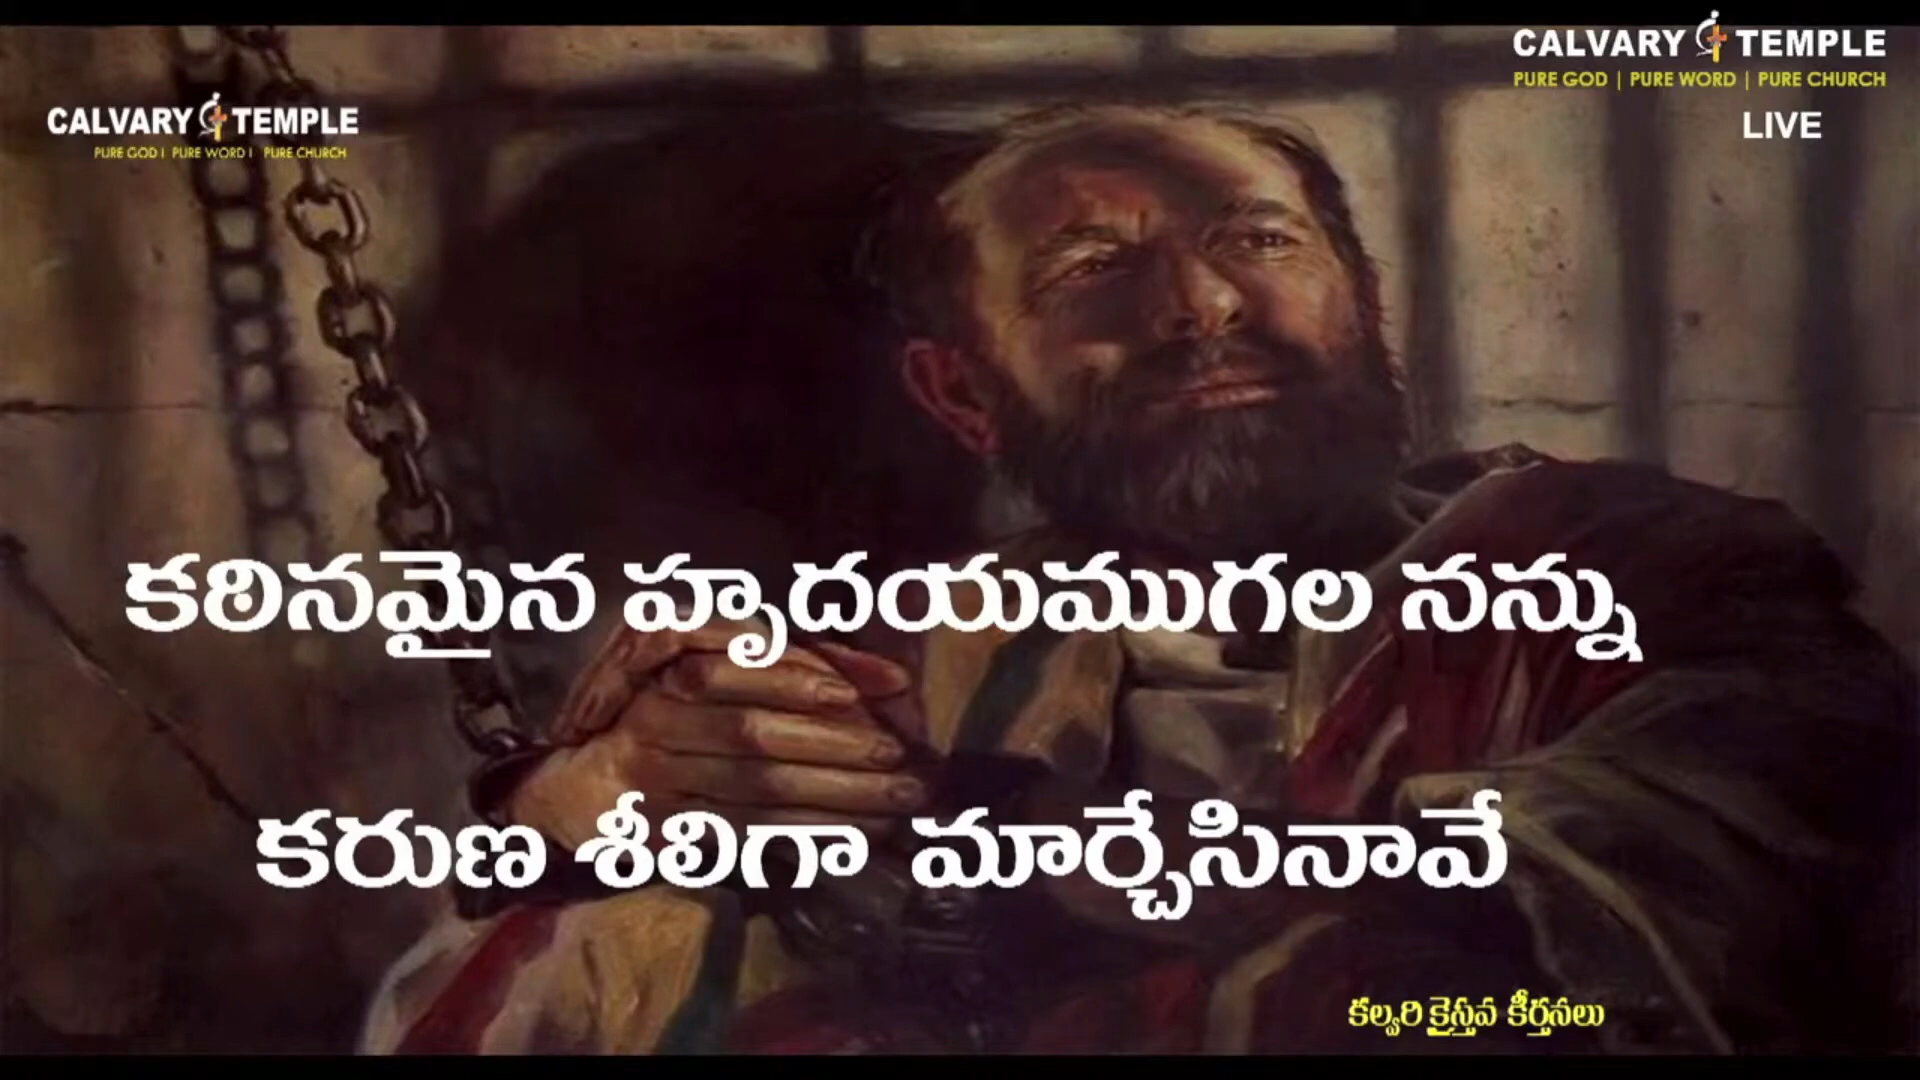 CALVARY TEMPLE
PURE GOD | PURE WORD | PURE CHURCH
LIVE
CALVARY TEMPLE
PURE GOD I PURE WORD I PURE CHURCH
కఠినమైన హృదయముగల నన్ను
కరుణ శీలిగా మార్చేసినావే
కల్వరి క్రైస్తవ కీర్తనలు